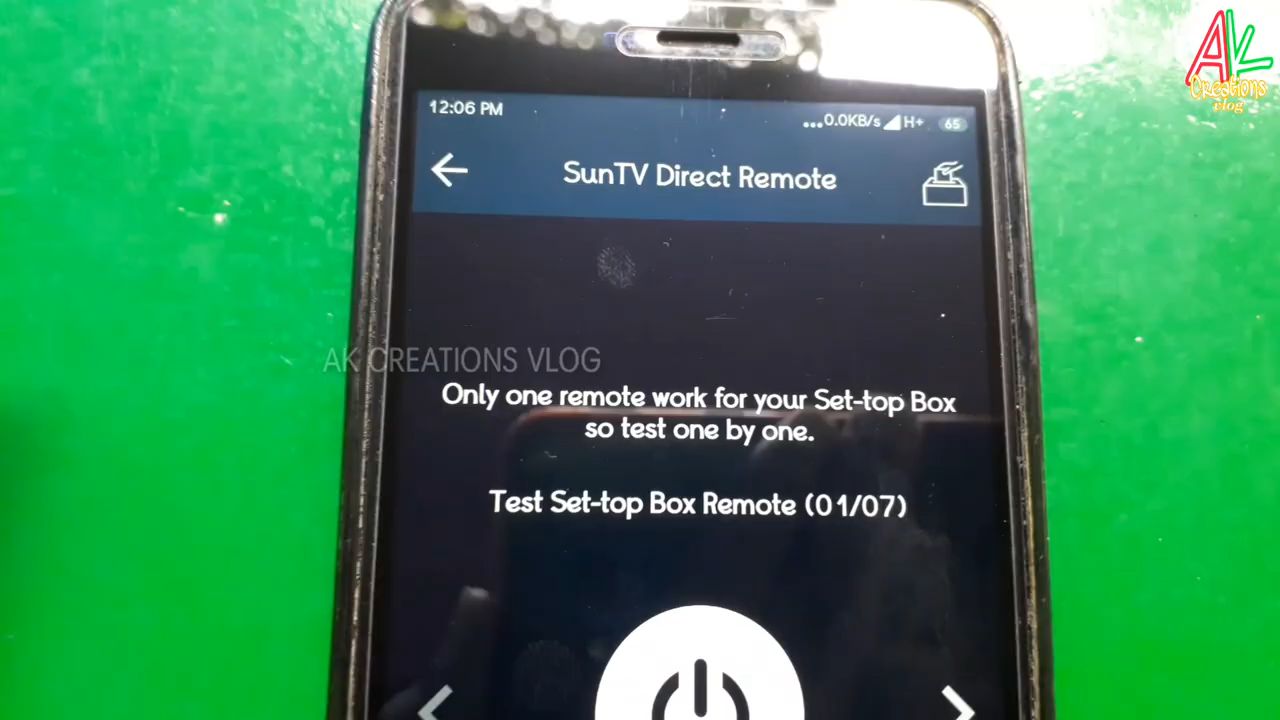 AK
Creations
vlog
12:06 PM
...0.0KB/s H+ 65
SunTV Direct Remote
AK CREATIONS VLOG
Only one remote work for your Set-top Box
so test one by one.
Test Set-top Box Remote (01/07)